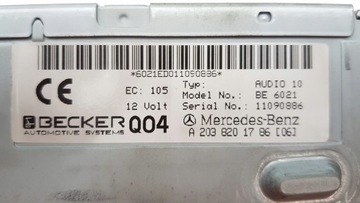 *6021ED011090886*
CE EC: 105 Typ: AUDIO 10
12 Volt Model No.: BE 6021
Serial No.: 11090886
BECKER Q04 Mercedes-Benz
AUTOMOTIVE SYSTEMS A 203 820 17 86 [06]